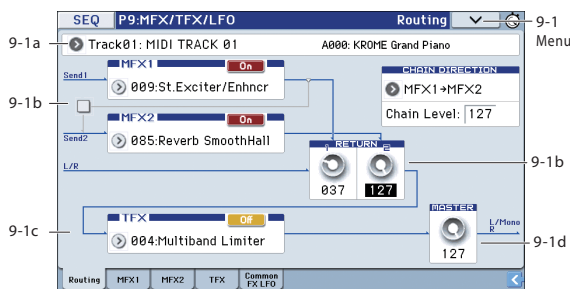 SEQ P9:MFX/TFX/LFO Routing
9-1
Menu
9-1a
Track01: MIDI TRACK 01 A000: KROME Grand Piano
MFX1 On
Send1
009:St.Exciter/Enhncr
CHAIN DIRECTION
MFX1→MFX2
Chain Level: 127
9-1b
MFX2 On
Send2
085:Reverb SmoothHall
L/R
1 RETURN 2
037 127
9-1b
TFX Off
004:Multiband Limiter
9-1c
MASTER
127
L/Mono
R
9-1d
Routing MFX1 MFX2 TFX Common FX LFO